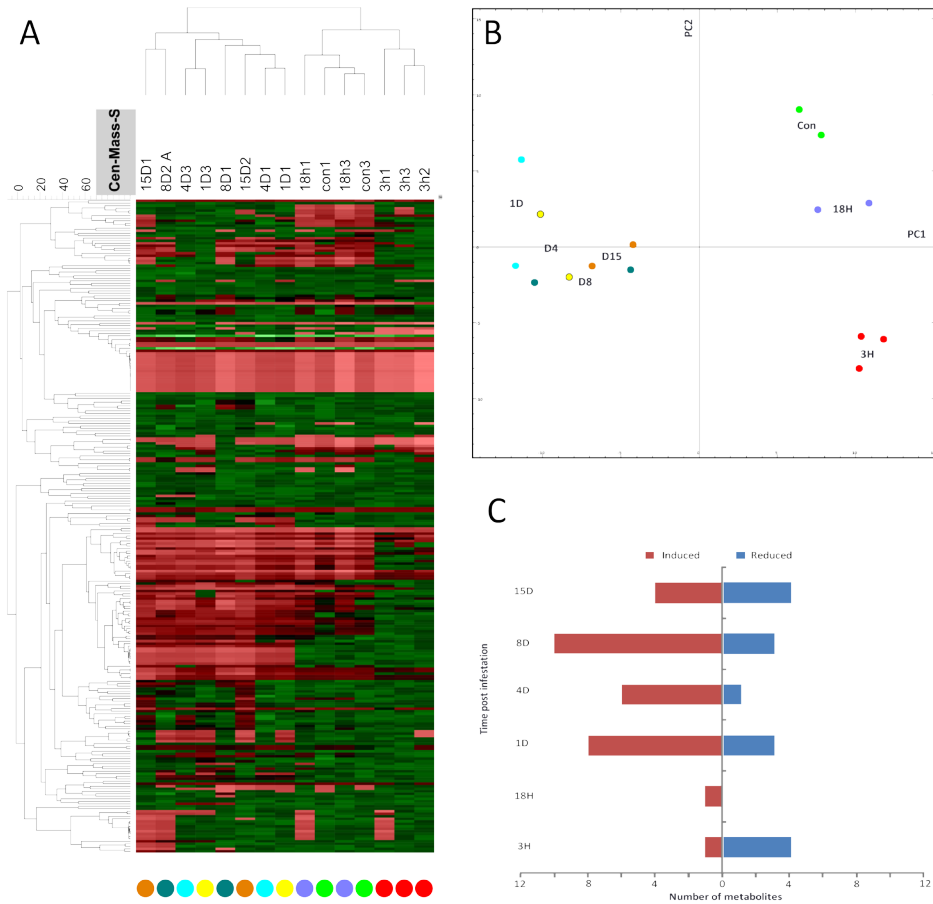 A
Cen-Mass-S
0 20 40 60
15D1 8D2 A 4D3 1D3 8D1 15D2 4D1 1D1 18h1 con1 18h3 con3 3h1 3h3 3h2
B
PC2
Con
1D
18H
PC1
D4
D15
D8
3H
C
Induced Reduced
Time post infestation
15D
8D
4D
1D
18H
3H
12 8 4 0 4 8 12
Number of metabolites